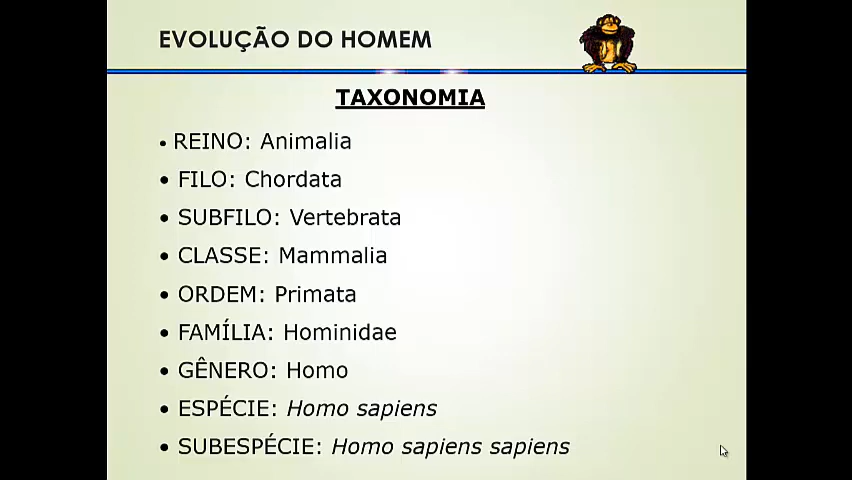 EVOLUÇÃO DO HOMEM
TAXONOMIA
• REINO: Animalia
• FILO: Chordata
• SUBFILO: Vertebrata
• CLASSE: Mammalia
• ORDEM: Primata
• FAMÍLIA: Hominidae
• GÊNERO: Homo
• ESPÉCIE: Homo sapiens
• SUBESPÉCIE: Homo sapiens sapiens